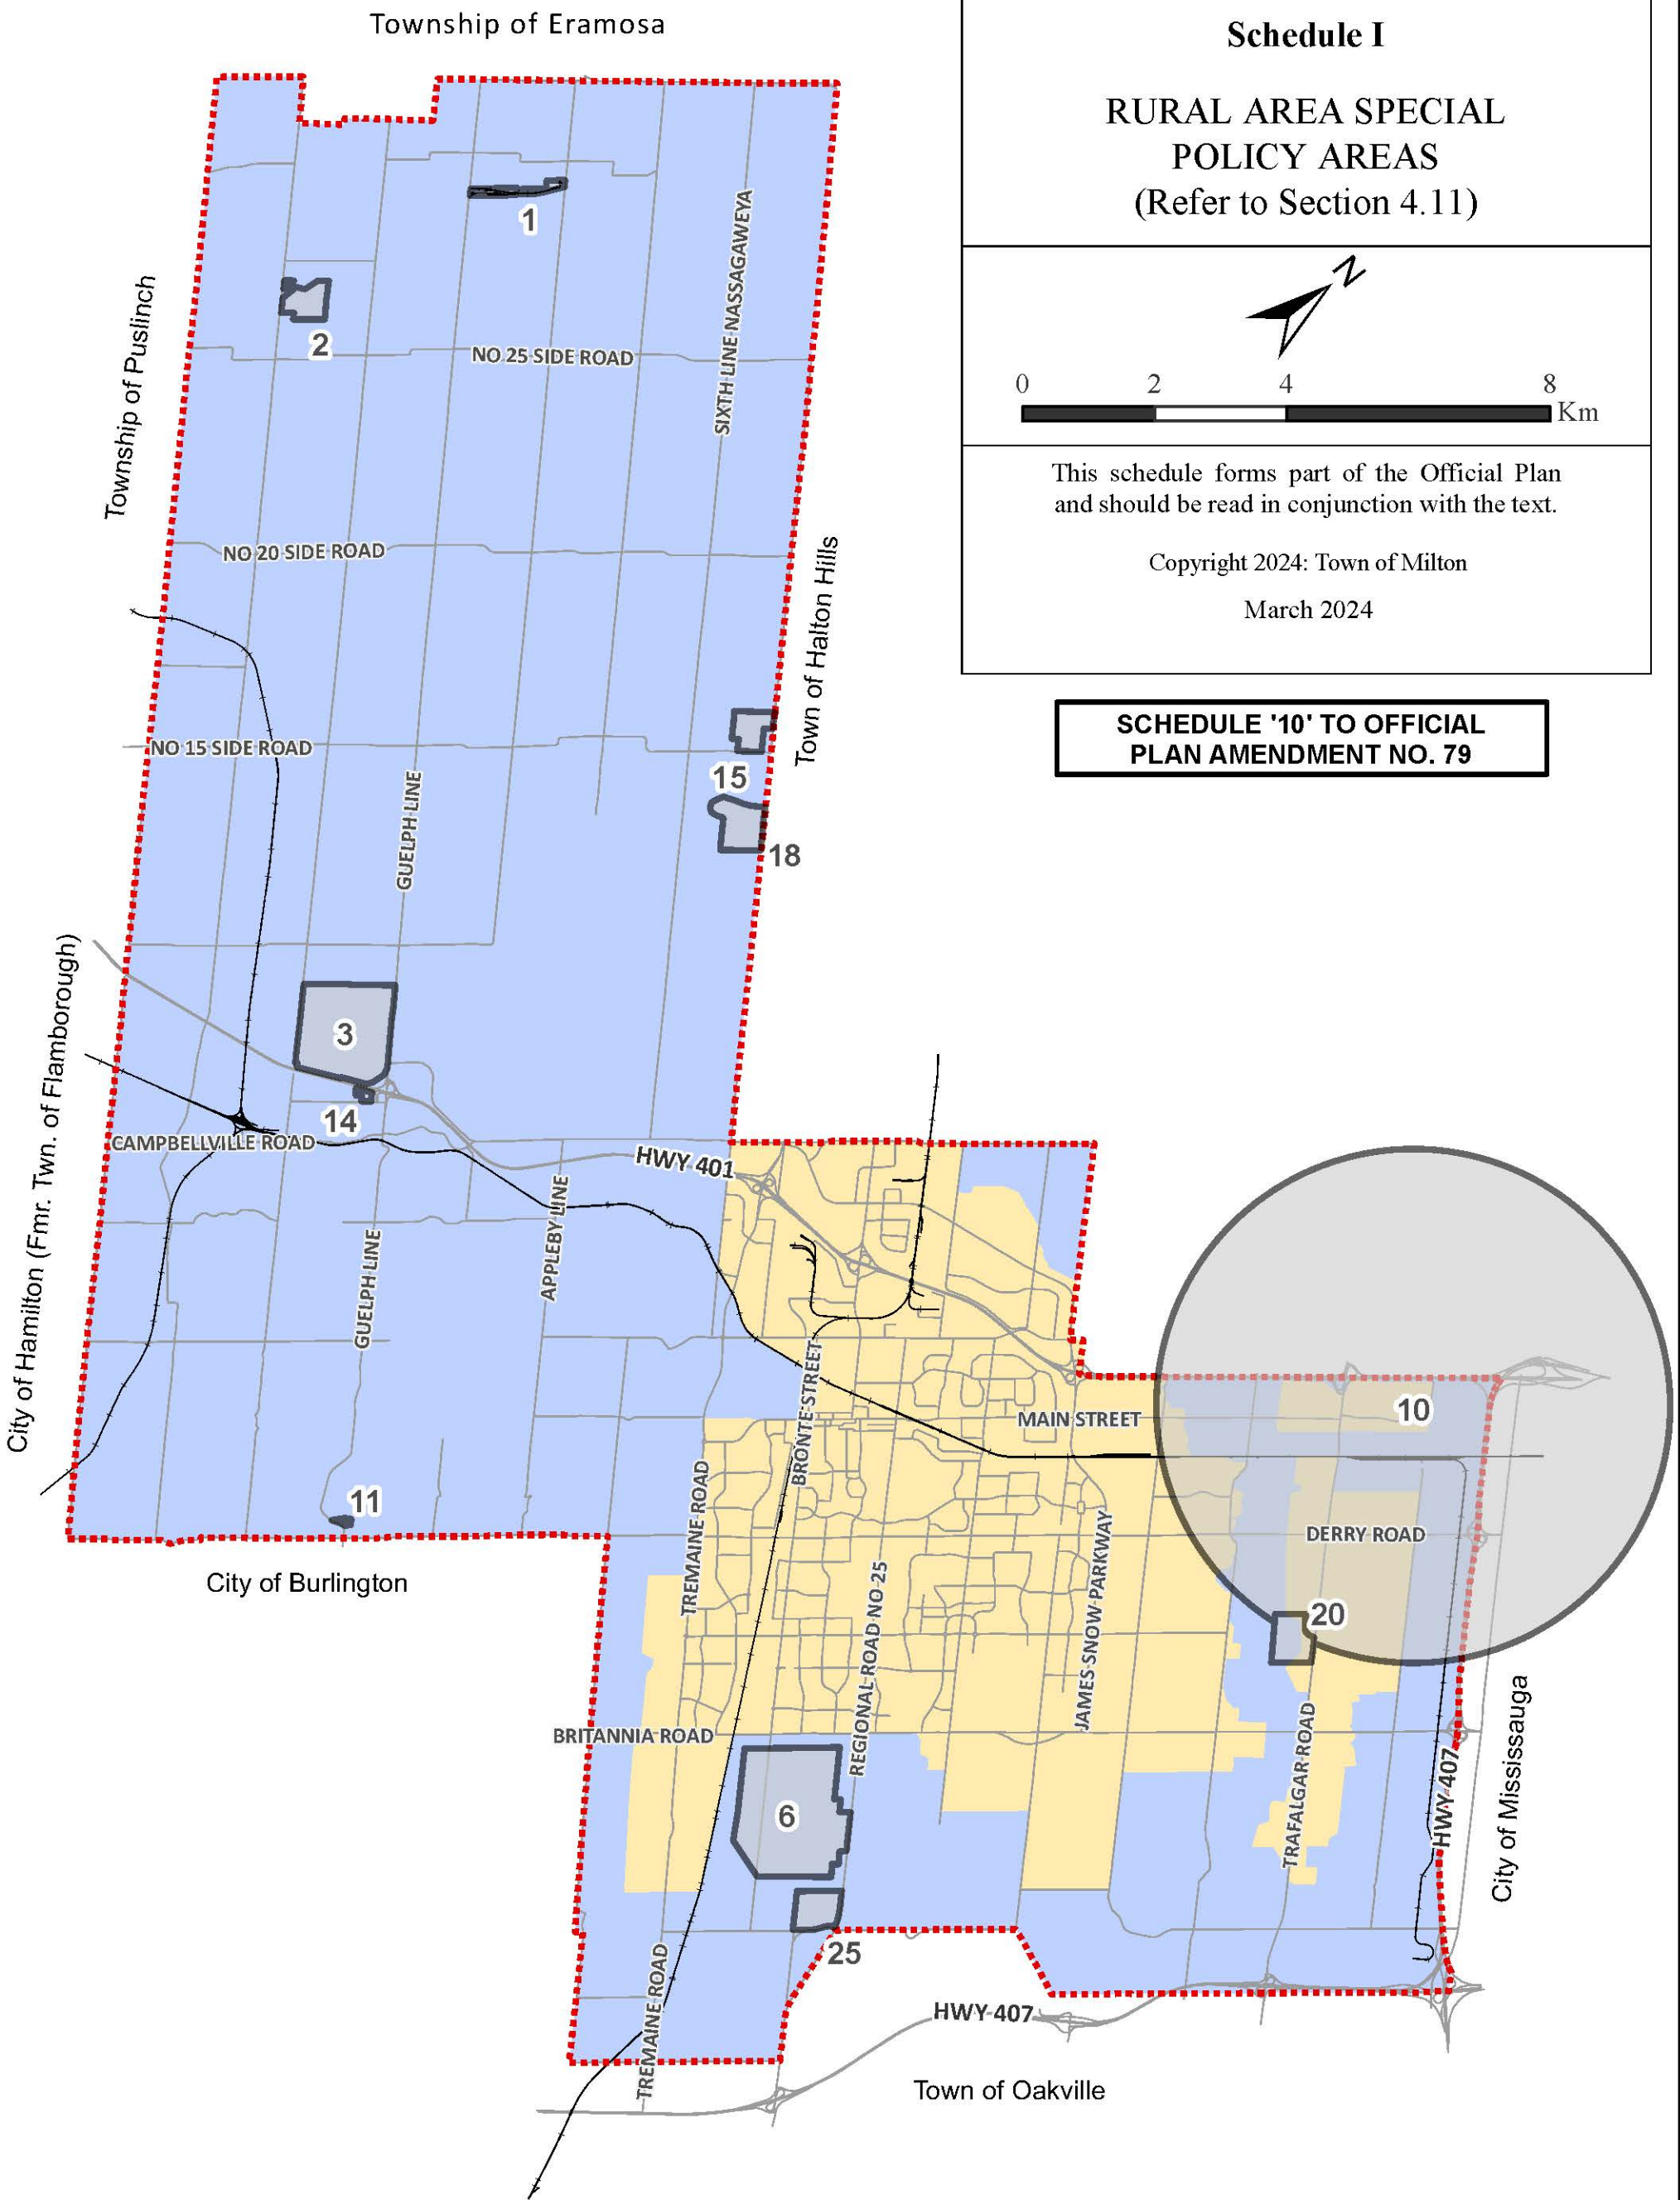 Township of Eramosa
Schedule I
RURAL AREA SPECIAL
POLICY AREAS
(Refer to Section 4.11)
N
0 2 4 8
Km
This schedule forms part of the Official Plan
and should be read in conjunction with the text.
Copyright 2024: Town of Milton
March 2024
SCHEDULE '10' TO OFFICIAL
PLAN AMENDMENT NO. 79
1
SIXTH LINE NASSAGAWEYA
Township of Puslinch
2
NO 25 SIDE ROAD
NO 20 SIDE ROAD
Town of Halton Hills
NO 15 SIDE ROAD
15
GUELPH LINE
18
City of Hamilton (Fmr. Twn. of Flamborough)
3
14
CAMPBELLVILLE ROAD
HWY 401
APPLEBY LINE
GUELPH LINE
BRONTE STREET
MAIN STREET
10
TREMAINE ROAD
11
DERRY ROAD
City of Burlington
JAMES SNOW PARKWAY
REGIONAL ROAD NO 25
20
BRITANNIA ROAD
TRAFALGAR ROAD
HWY 407
City of Mississauga
6
25
TREMAINE ROAD
HWY 407
Town of Oakville